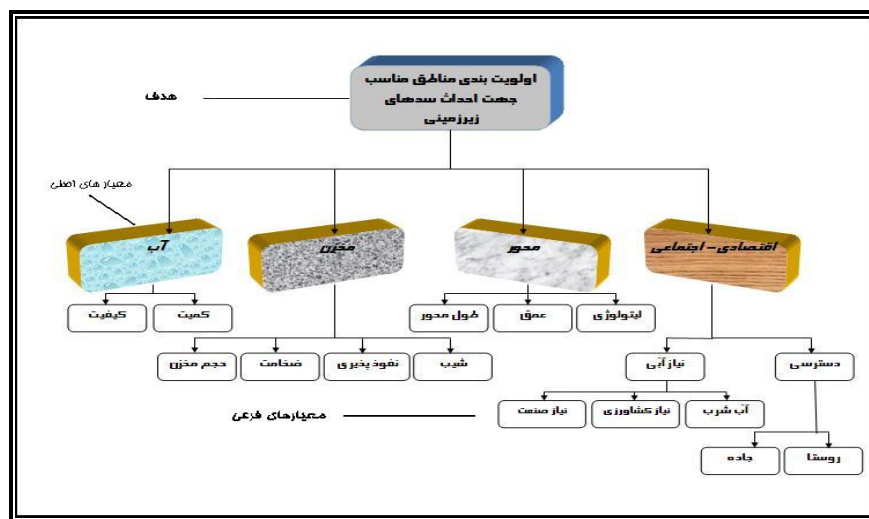 اولویت بندی مناطق مناسب
جهت احداث سدهای
زیرزمینی
هدف
معیارهای اصلی
اقتصادی - اجتماعی
محور
مخزن
آب
لیتولوژی
عمق
طول محور
کمیت
کیفیت
دسترسی
نیاز آبی
شیب
نفوذ پذیری
ضخامت
حجم مخزن
آب شرب
نیاز کشاورزی
نیاز صنعت
معیارهای فرعی
روستا
جاده